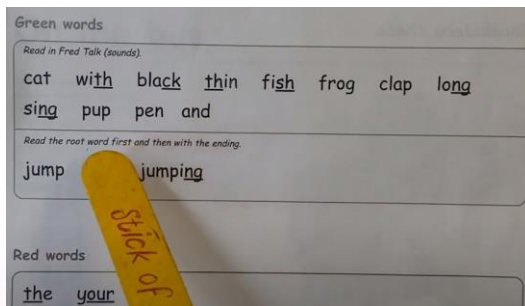 Green words
Read in Fred Talk (sounds).
cat with black thin fish frog clap long
sing pup pen and
Read the root word first and then with the ending.
jump jumping
stick of
Red words
the your